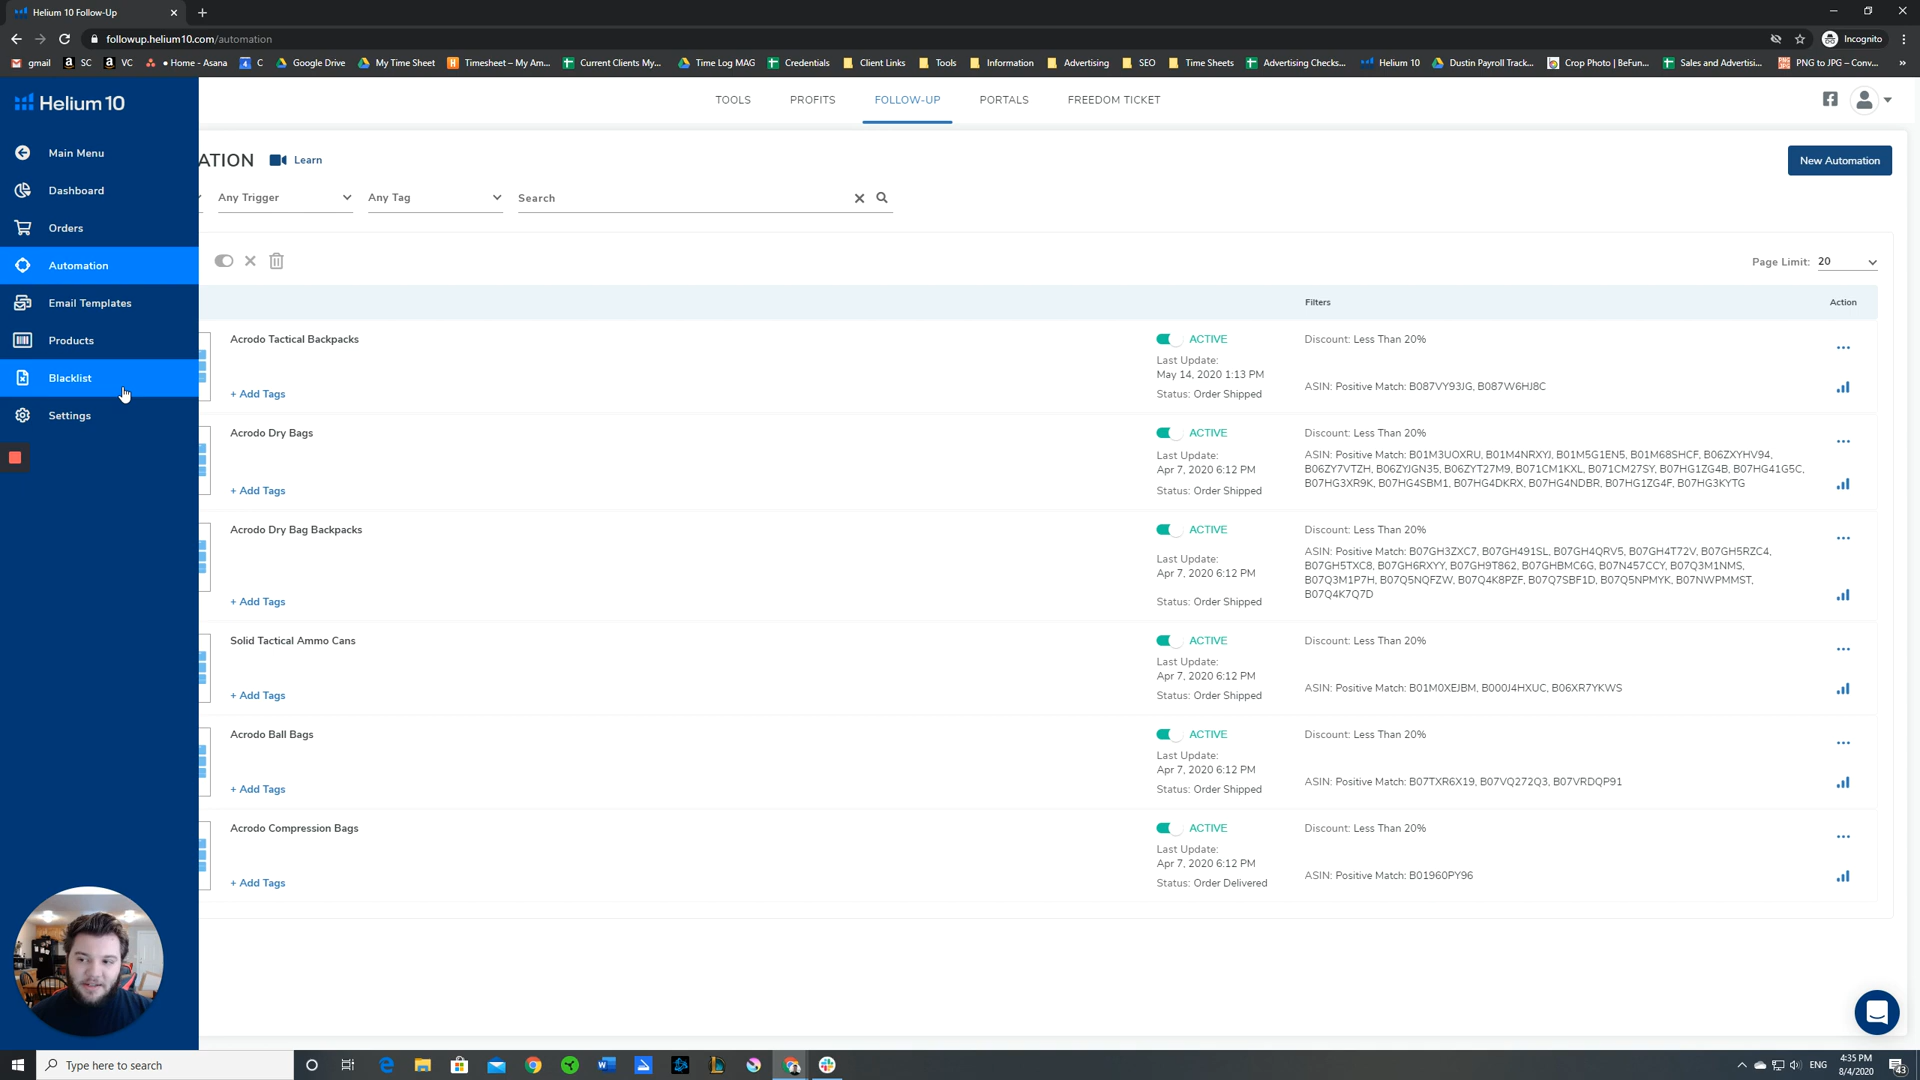 Helium 10 Follow-Up
followup.helium10.com/automation
Incognito
gmail
SC
VC
• Home - Asana
C
Google Drive
My Time Sheet
Timesheet – My Am...
Current Clients My...
Time Log MAG
Credentials
Client Links
Tools
Information
Advertising
SEO
Time Sheets
Advertising Checks...
Helium 10
Dustin Payroll Track...
Crop Photo | BeFun...
Sales and Advertisi...
PNG to JPG – Conv...
Helium 10
TOOLS
PROFITS
FOLLOW-UP
PORTALS
FREEDOM TICKET
Main Menu
Dashboard
Orders
Automation
Email Templates
Products
Blacklist
Settings
ATION
Learn
New Automation
Any Trigger
Any Tag
Search
Page Limit: 20
Filters
Action
Acrodo Tactical Backpacks
+ Add Tags
ACTIVE
Last Update:
May 14, 2020 1:13 PM
Status: Order Shipped
Discount: Less Than 20%
ASIN: Positive Match: B087VY93JG, B087W6HJ8C
Acrodo Dry Bags
+ Add Tags
ACTIVE
Last Update:
Apr 7, 2020 6:12 PM
Status: Order Shipped
Discount: Less Than 20%
ASIN: Positive Match: B01M3UOXRU, B01M4NRXYJ, B01M5G1EN5, B01M68SHCF, B06ZXYHV94,
B06ZY7VTZH, B06ZYJGN35, B06ZYT27M9, B071CM1KXL, B071CM27SY, B07HG1ZG4B, B07HG41G5C,
B07HG3XR9K, B07HG4SBM1, B07HG4DKRX, B07HG4NDBR, B07HG1ZG4F, B07HG3KYTG
Acrodo Dry Bag Backpacks
+ Add Tags
ACTIVE
Last Update:
Apr 7, 2020 6:12 PM
Status: Order Shipped
Discount: Less Than 20%
ASIN: Positive Match: B07GH3ZXC7, B07GH491SL, B07GH4QRV5, B07GH4T72V, B07GH5RZC4,
B07GH5TXC8, B07GH6RXYY, B07GH9T862, B07GHBMC6G, B07N457CCY, B07Q3M1NMS,
B07Q3M1P7H, B07Q5NQFZW, B07Q4K8PZF, B07Q7SBF1D, B07Q5NPMYK, B07NWPMMST,
B07Q4K7Q7D
Solid Tactical Ammo Cans
+ Add Tags
ACTIVE
Last Update:
Apr 7, 2020 6:12 PM
Status: Order Shipped
Discount: Less Than 20%
ASIN: Positive Match: B01M0XEJBM, B000J4HXUC, B06XR7YKWS
Acrodo Ball Bags
+ Add Tags
ACTIVE
Last Update:
Apr 7, 2020 6:12 PM
Status: Order Shipped
Discount: Less Than 20%
ASIN: Positive Match: B07TXR6X19, B07VQ272Q3, B07VRDQP91
Acrodo Compression Bags
+ Add Tags
ACTIVE
Last Update:
Apr 7, 2020 6:12 PM
Status: Order Delivered
Discount: Less Than 20%
ASIN: Positive Match: B01960PY96
Type here to search
ENG
4:35 PM
8/4/2020
43